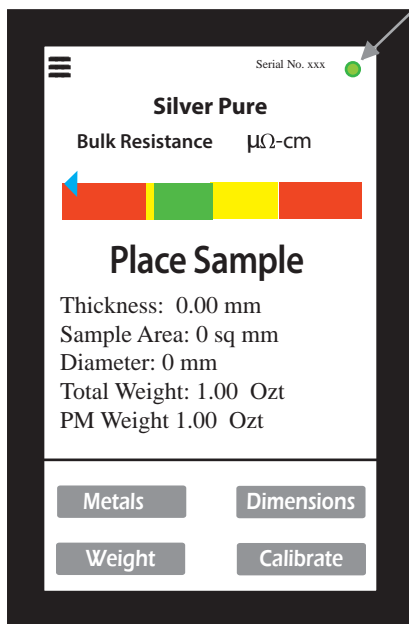 Serial No. xxx
Silver Pure
Bulk Resistance μΩ-cm
Place Sample
Thickness: 0.00 mm
Sample Area: 0 sq mm
Diameter: 0 mm
Total Weight: 1.00 Ozt
PM Weight 1.00 Ozt
Metals Dimensions
Weight Calibrate